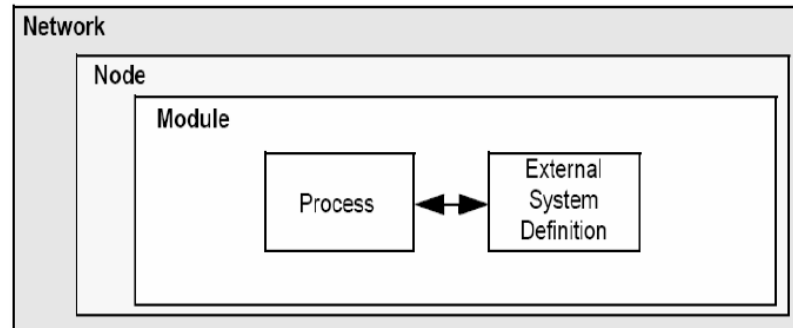 Network
Node
Module
Process
External
System
Definition